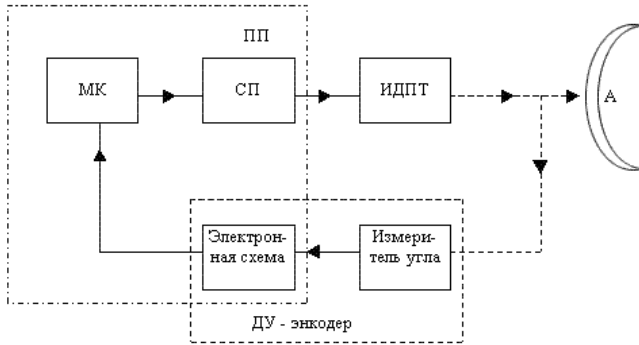 ПП
МК
СП
ИДПТ
А
Электрон-
ная схема
Измери-
тель угла
ДУ - энкодер